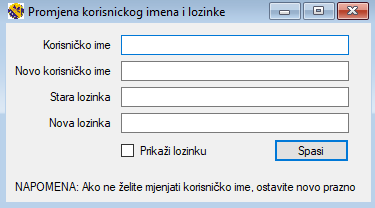 Promjena korisnickog imena i lozinke
Korisničko ime
Novo korisničko ime
Stara lozinka
Nova lozinka
Prikaži lozinku
Spasi
NAPOMENA: Ako ne želite mjenjati korisničko ime, ostavite novo prazno